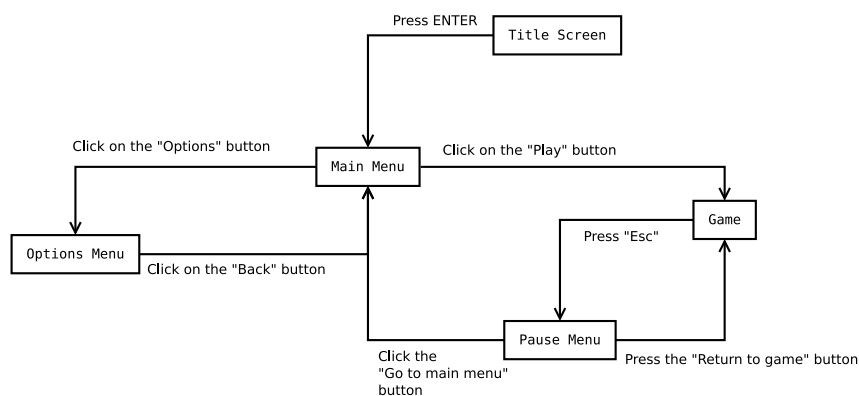 Press ENTER
Title Screen
Click on the "Options" button
Main Menu
Click on the "Play" button
Game
Options Menu
Press "Esc"
Click on the "Back" button
Pause Menu
Click the
"Go to main menu"
button
Press the "Return to game" button